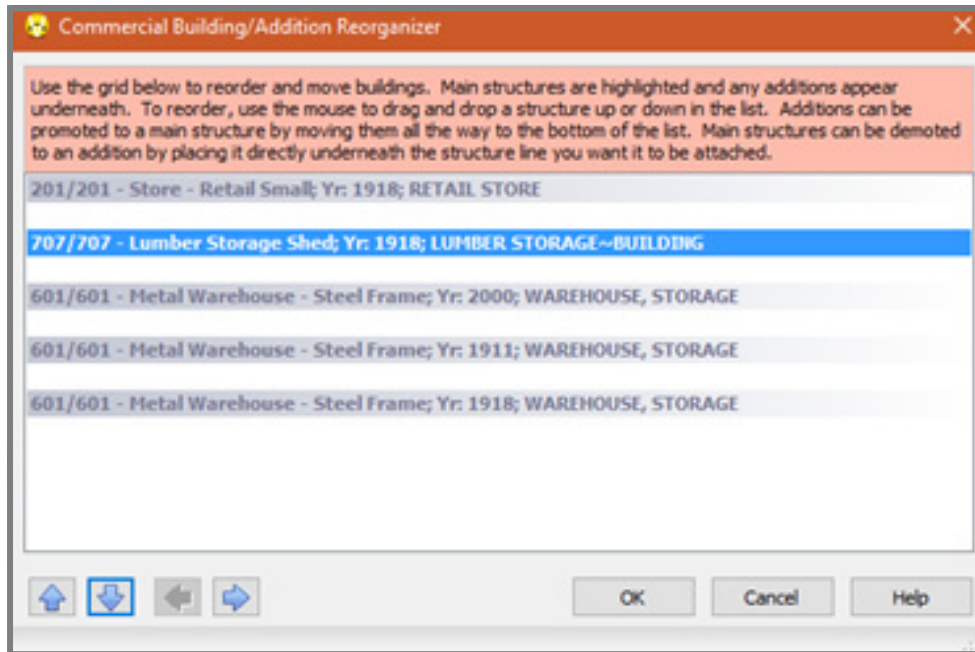 Commercial Building/Addition Reorganizer
Use the grid below to reorder and move buildings. Main structures are highlighted and any additions appear
underneath. To reorder, use the mouse to drag and drop a structure up or down in the list. Additions can be
promoted to a main structure by moving them all the way to the bottom of the list. Main structures can be demoted
to an addition by placing it directly underneath the structure line you want it to be attached.
201/201 - Store - Retail Small; Yr: 1918; RETAIL STORE
707/707 - Lumber Storage Shed; Yr: 1918; LUMBER STORAGE~BUILDING
601/601 - Metal Warehouse - Steel Frame; Yr: 2000; WAREHOUSE, STORAGE
601/601 - Metal Warehouse - Steel Frame; Yr: 1911; WAREHOUSE, STORAGE
601/601 - Metal Warehouse - Steel Frame; Yr: 1918; WAREHOUSE, STORAGE
OK Cancel Help